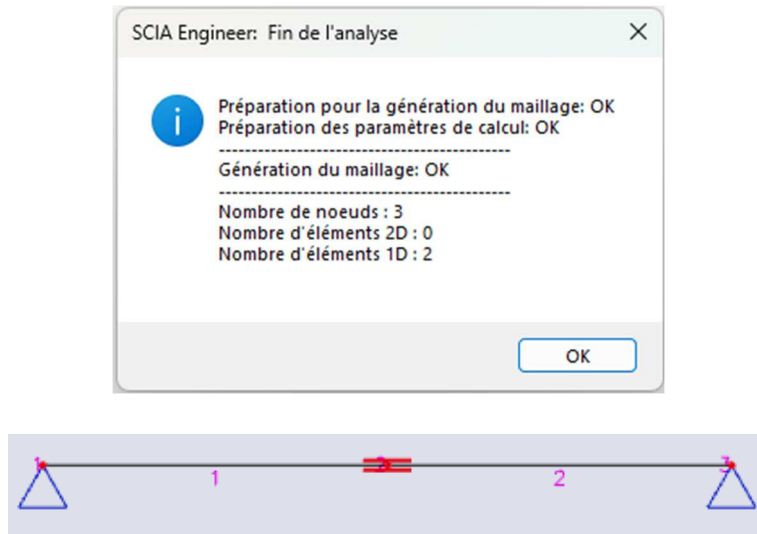 SCIA Engineer: Fin de l'analyse
Préparation pour la génération du maillage: OK
Préparation des paramètres de calcul: OK
--------------------------------------------
Génération du maillage: OK
--------------------------------------------
Nombre de noeuds : 3
Nombre d'éléments 2D : 0
Nombre d'éléments 1D : 2
OK
1 2 3
1 2